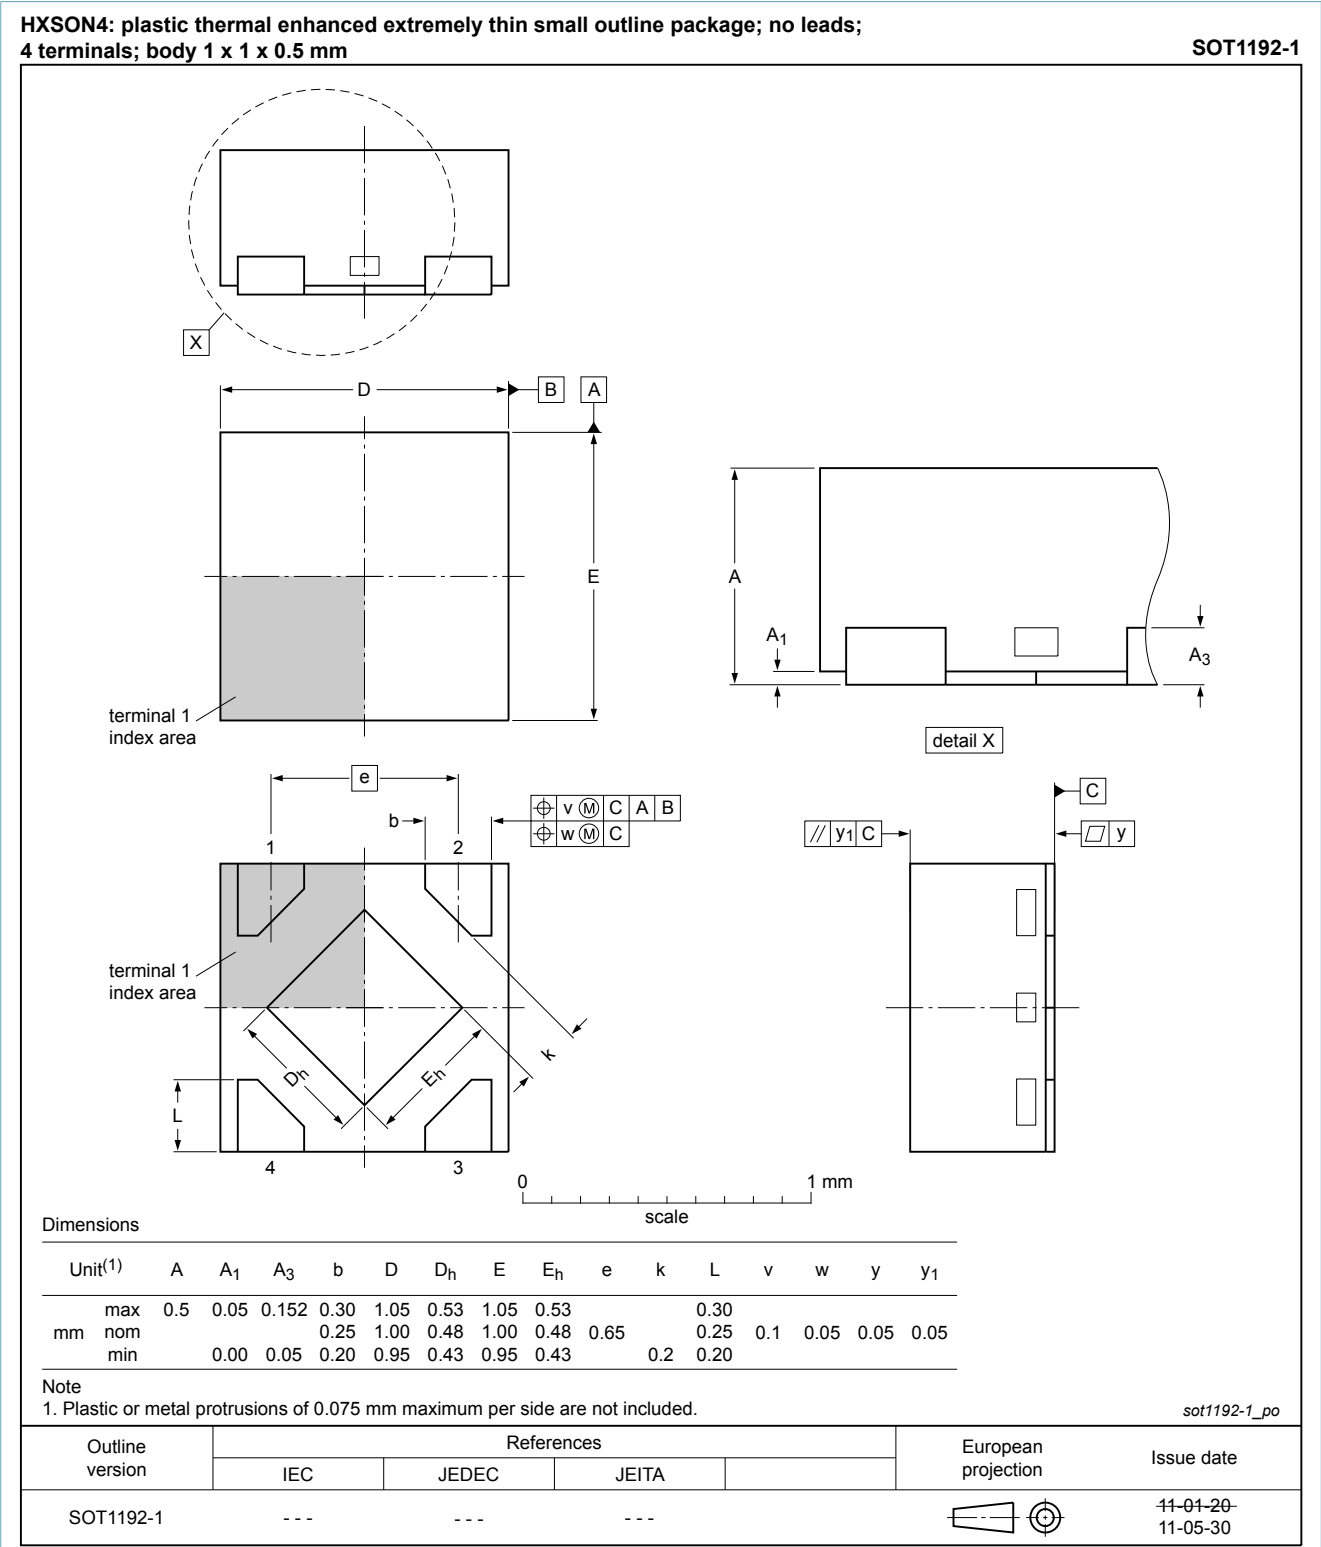 HXSON4: plastic thermal enhanced extremely thin small outline package; no leads;
4 terminals; body 1 x 1 x 0.5 mm
SOT1192-1
X
D
B
A
E
terminal 1
index area
A
A1
A3
detail X
e
b
v M C A B
w M C
1
2
terminal 1
index area
Dh
Eh
k
L
4
3
C
// y1 C
y
0
1 mm
scale
Dimensions
Unit(1) A A1 A3 b D Dh E Eh e k L v w y y1
max 0.5 0.05 0.152 0.30 1.05 0.53 1.05 0.53 0.30
mm nom 0.25 1.00 0.48 1.00 0.48 0.65 0.25 0.1 0.05 0.05 0.05
min 0.00 0.05 0.20 0.95 0.43 0.95 0.43 0.2 0.20
Note
1. Plastic or metal protrusions of 0.075 mm maximum per side are not included.
sot1192-1_po
Outline
version
References
IEC JEDEC JEITA
European
projection
Issue date
SOT1192-1 - - - - - - - - -
11-01-20
11-05-30